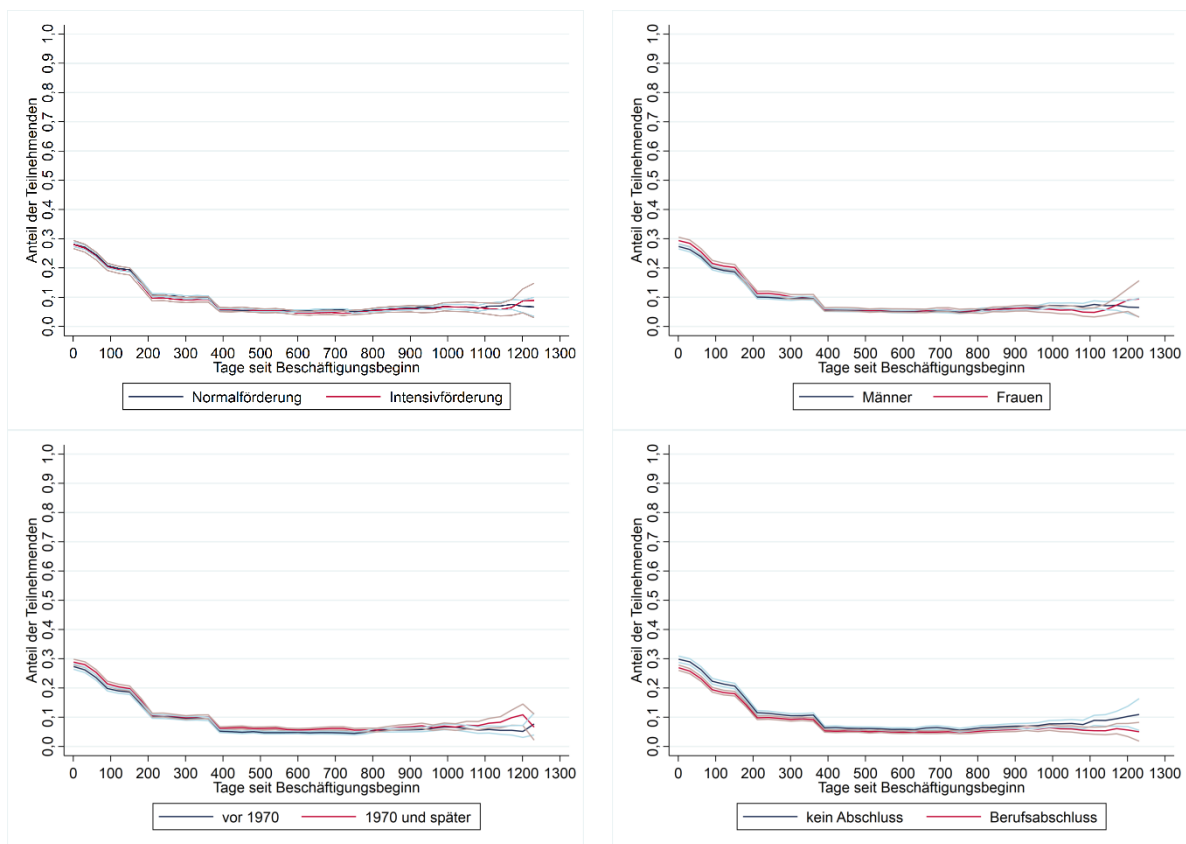 Anteil der Teilnehmenden
1,0
0,9
0,8
0,7
0,6
0,5
0,4
0,3
0,2
0,1
0,0
0 100 200 300 400 500 600 700 800 900 1000 1100 1200 1300
Tage seit Beschäftigungsbeginn
Normalförderung Intensivförderung
Anteil der Teilnehmenden
1,0
0,9
0,8
0,7
0,6
0,5
0,4
0,3
0,2
0,1
0,0
0 100 200 300 400 500 600 700 800 900 1000 1100 1200 1300
Tage seit Beschäftigungsbeginn
Männer Frauen
Anteil der Teilnehmenden
1,0
0,9
0,8
0,7
0,6
0,5
0,4
0,3
0,2
0,1
0,0
0 100 200 300 400 500 600 700 800 900 1000 1100 1200 1300
Tage seit Beschäftigungsbeginn
vor 1970 1970 und später
Anteil der Teilnehmenden
1,0
0,9
0,8
0,7
0,6
0,5
0,4
0,3
0,2
0,1
0,0
0 100 200 300 400 500 600 700 800 900 1000 1100 1200 1300
Tage seit Beschäftigungsbeginn
kein Abschluss Berufsabschluss